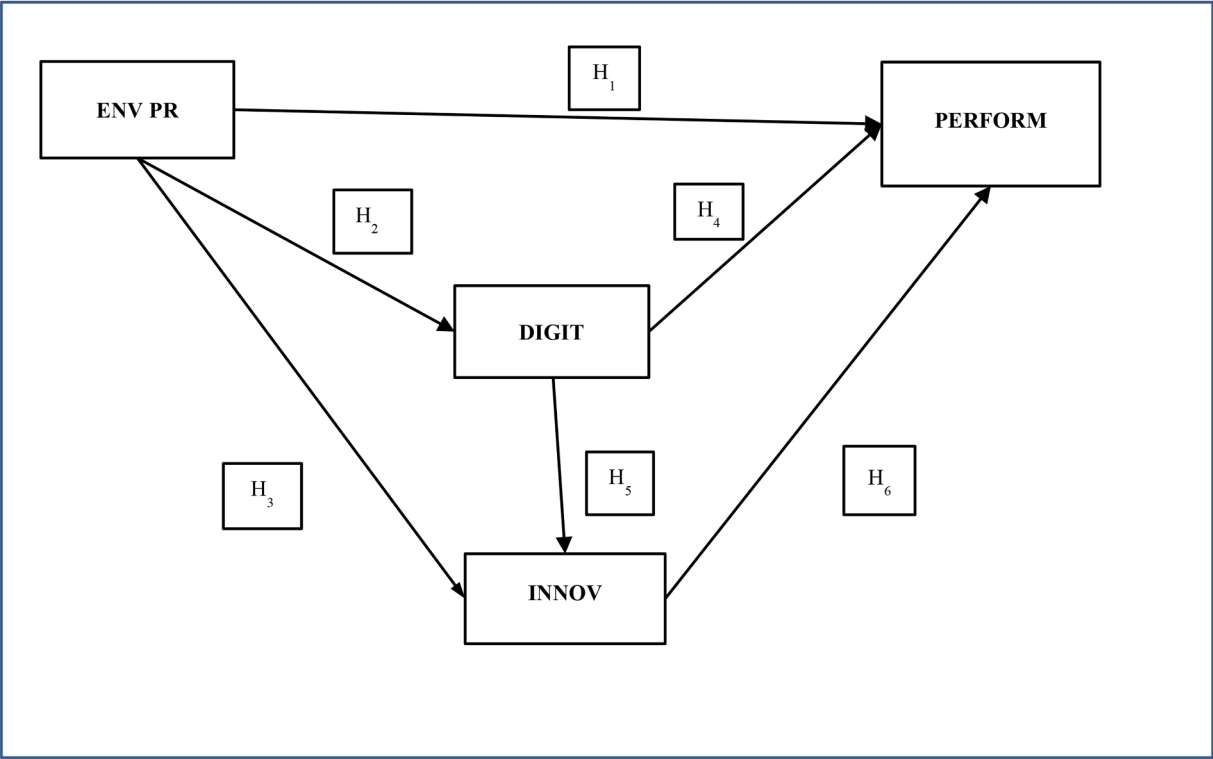 H₁
ENV PR
PERFORM
H₂
H₄
DIGIT
H₃
H₅
H₆
INNOV